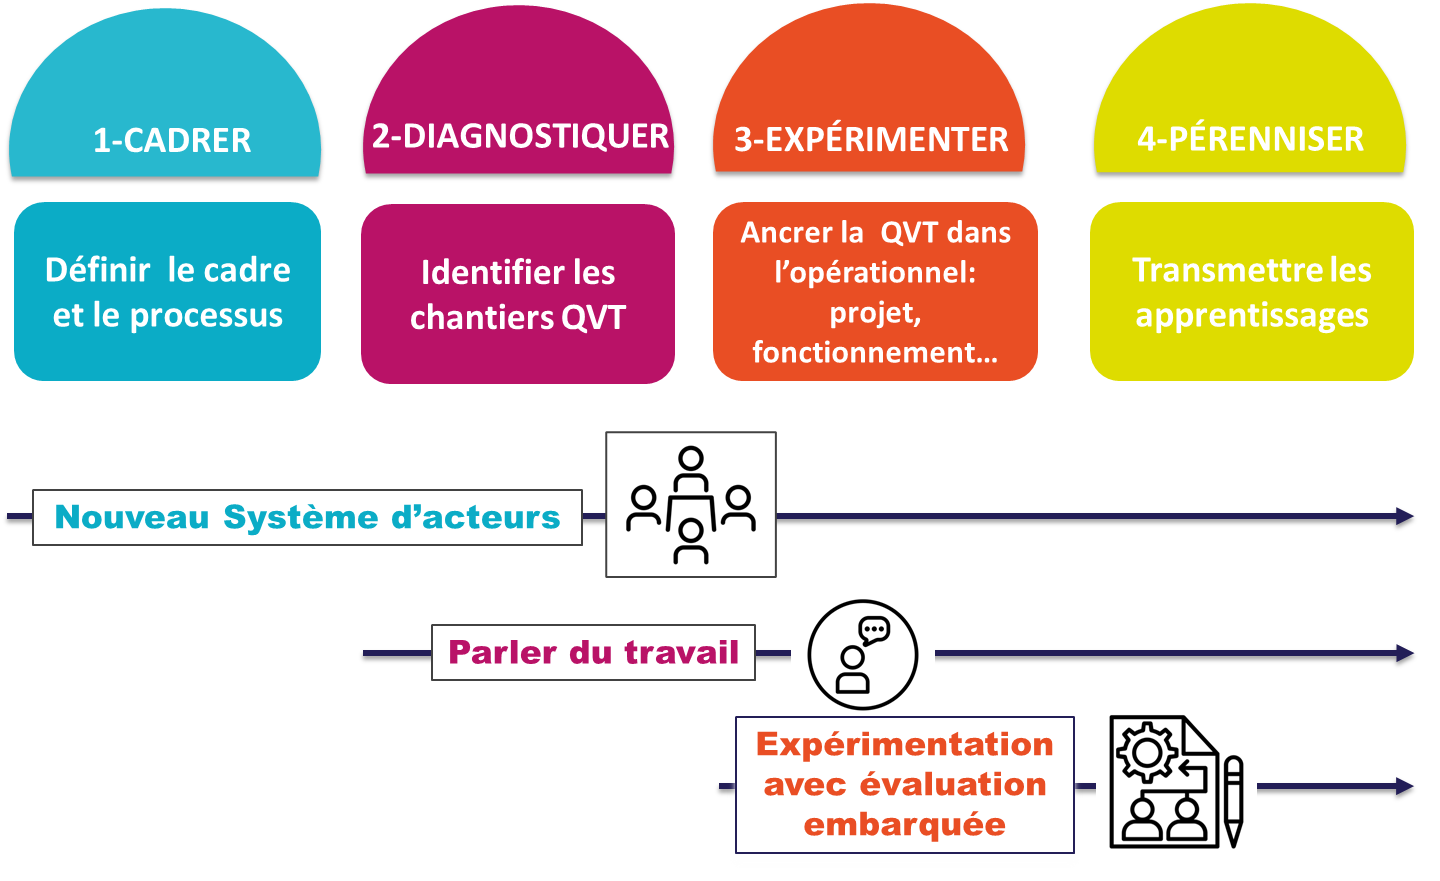 1-CADRER
2-DIAGNOSTIQUER
3-EXPÉRIMENTER
4-PÉRENNISER
Définir le cadre
et le processus
Identifier les
chantiers QVT
Ancrer la QVT dans
l’opérationnel:
projet,
fonctionnement...
Transmettre les
apprentissages
Nouveau Système d’acteurs
Parler du travail
Expérimentation
avec évaluation
embarquée